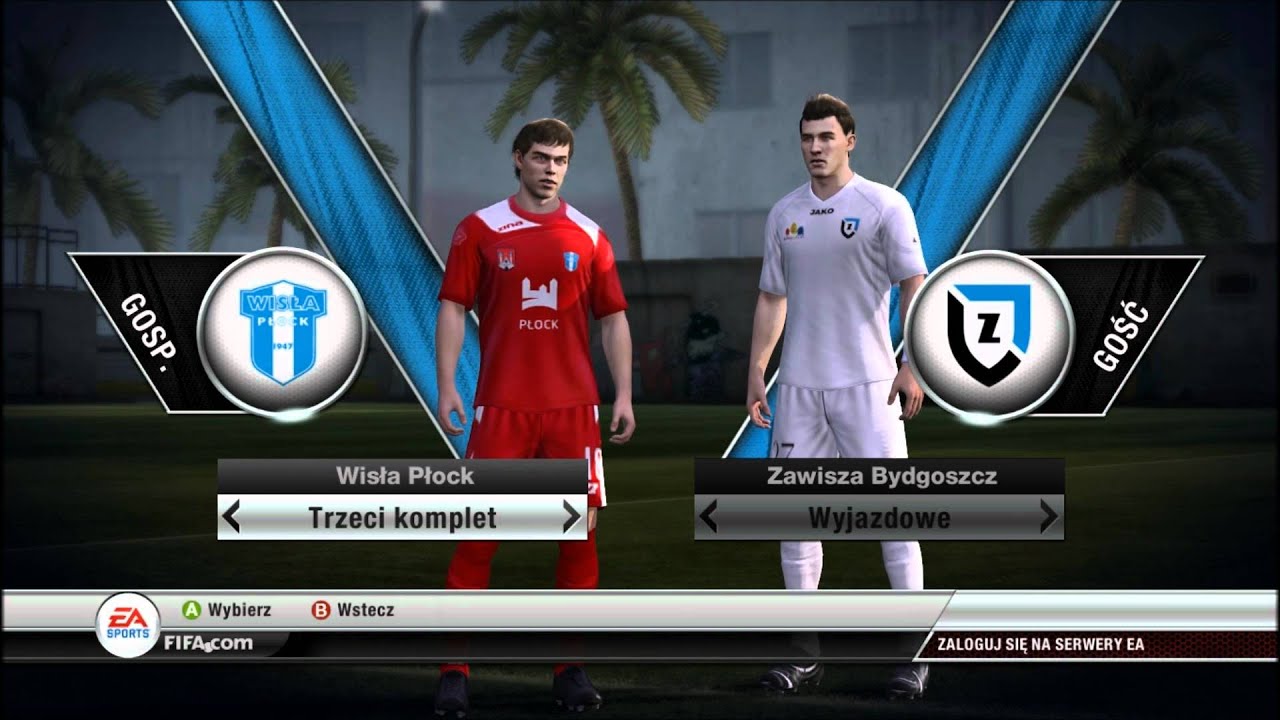 GOSP.
WISŁA
PŁOCK
1947
zina
PŁOCK
JAKO
Z
Z
GOŚĆ
Wisła Płock
Trzeci komplet
Zawisza Bydgoszcz
Wyjazdowe
A Wybierz
B Wstecz
EA
SPORTS
FIFA.com
ZALOGUJ SIĘ NA SERWERY EA